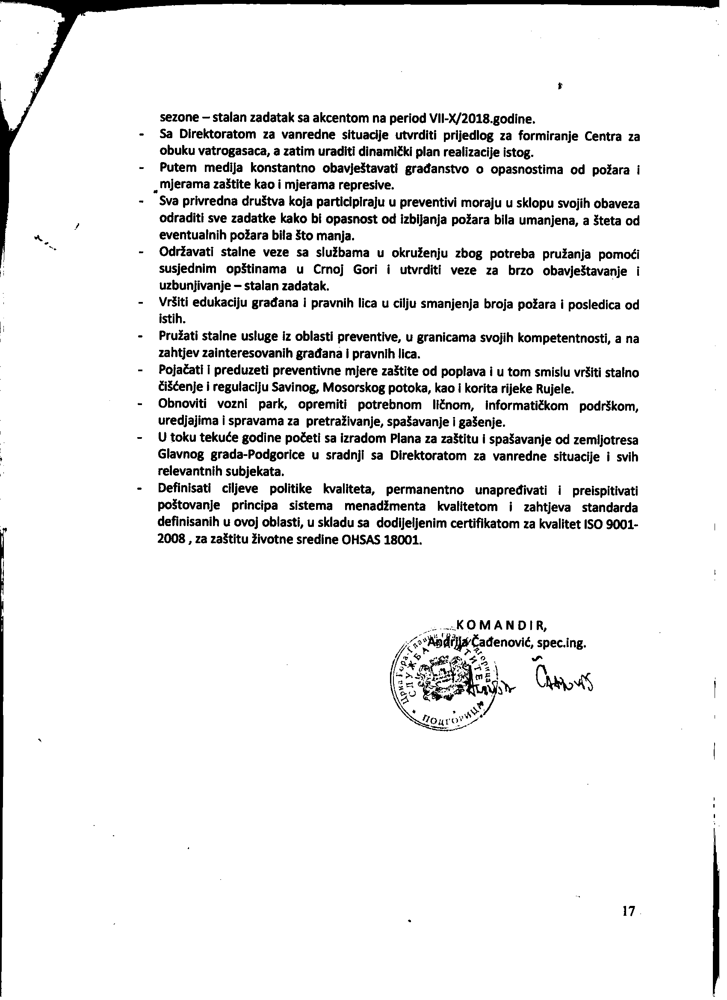 sezone – stalan zadatak sa akcentom na period VII-X/2018.godine.
- Sa Direktoratom za vanredne situacije utvrditi prijedlog za formiranje Centra za
obuku vatrogasaca, a zatim uraditi dinamički plan realizacije istog.
- Putem medija konstantno obavještavati građanstvo o opasnostima od požara i
mjerama zaštite kao i mjerama represive.
- Sva privredna društva koja participiraju u preventivi moraju u sklopu svojih obaveza
odraditi sve zadatke kako bi opasnost od izbijanja požara bila umanjena, a šteta od
eventualnih požara bila što manja.
- Održavati stalne veze sa službama u okruženju zbog potreba pružanja pomoći
susjednim opštinama u Crnoj Gori i utvrditi veze za brzo obavještavanje i
uzbunjivanje – stalan zadatak.
- Vršiti edukaciju građana i pravnih lica u cilju smanjenja broja požara i posledica od
istih.
- Pružati stalne usluge iz oblasti preventive, u granicama svojih kompetentnosti, a na
zahtjev zainteresovanih građana i pravnih lica.
- Pojačati i preduzeti preventivne mjere zaštite od poplava i u tom smislu vršiti stalno
čišćenje i regulaciju Savinog, Mosorskog potoka, kao i korita rijeke Rujele.
- Obnoviti vozni park, opremiti potrebnom ličnom, informatičkom podrškom,
uredjajima i spravama za pretraživanje, spašavanje i gašenje.
- U toku tekuće godine početi sa izradom Plana za zaštitu i spašavanje od zemljotresa
Glavnog grada-Podgorice u sradnji sa Direktoratom za vanredne situacije i svih
relevantnih subjekata.
- Definisati ciljeve politike kvaliteta, permanentno unapređivati i preispitivati
poštovanje principa sistema menadžmenta kvalitetom i zahtjeva standarda
definisanih u ovoj oblasti, u skladu sa dodijeljenim certifikatom za kvalitet ISO 9001-
2008 , za zaštitu životne sredine OHSAS 18001.
K O M A N D I R,
Andrija Čađenović, spec.ing.
Црна Гора-Главни град Подгорица
СЛУЖБА ЗАШТИТЕ
ПОДГОРИЦА
17